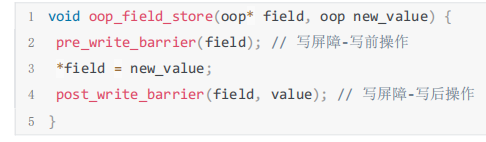 1 void oop_field_store(oop* field, oop new_value) {
2 pre_write_barrier(field); // 写屏障-写前操作
3 *field = new_value;
4 post_write_barrier(field, value); // 写屏障-写后操作
5 }